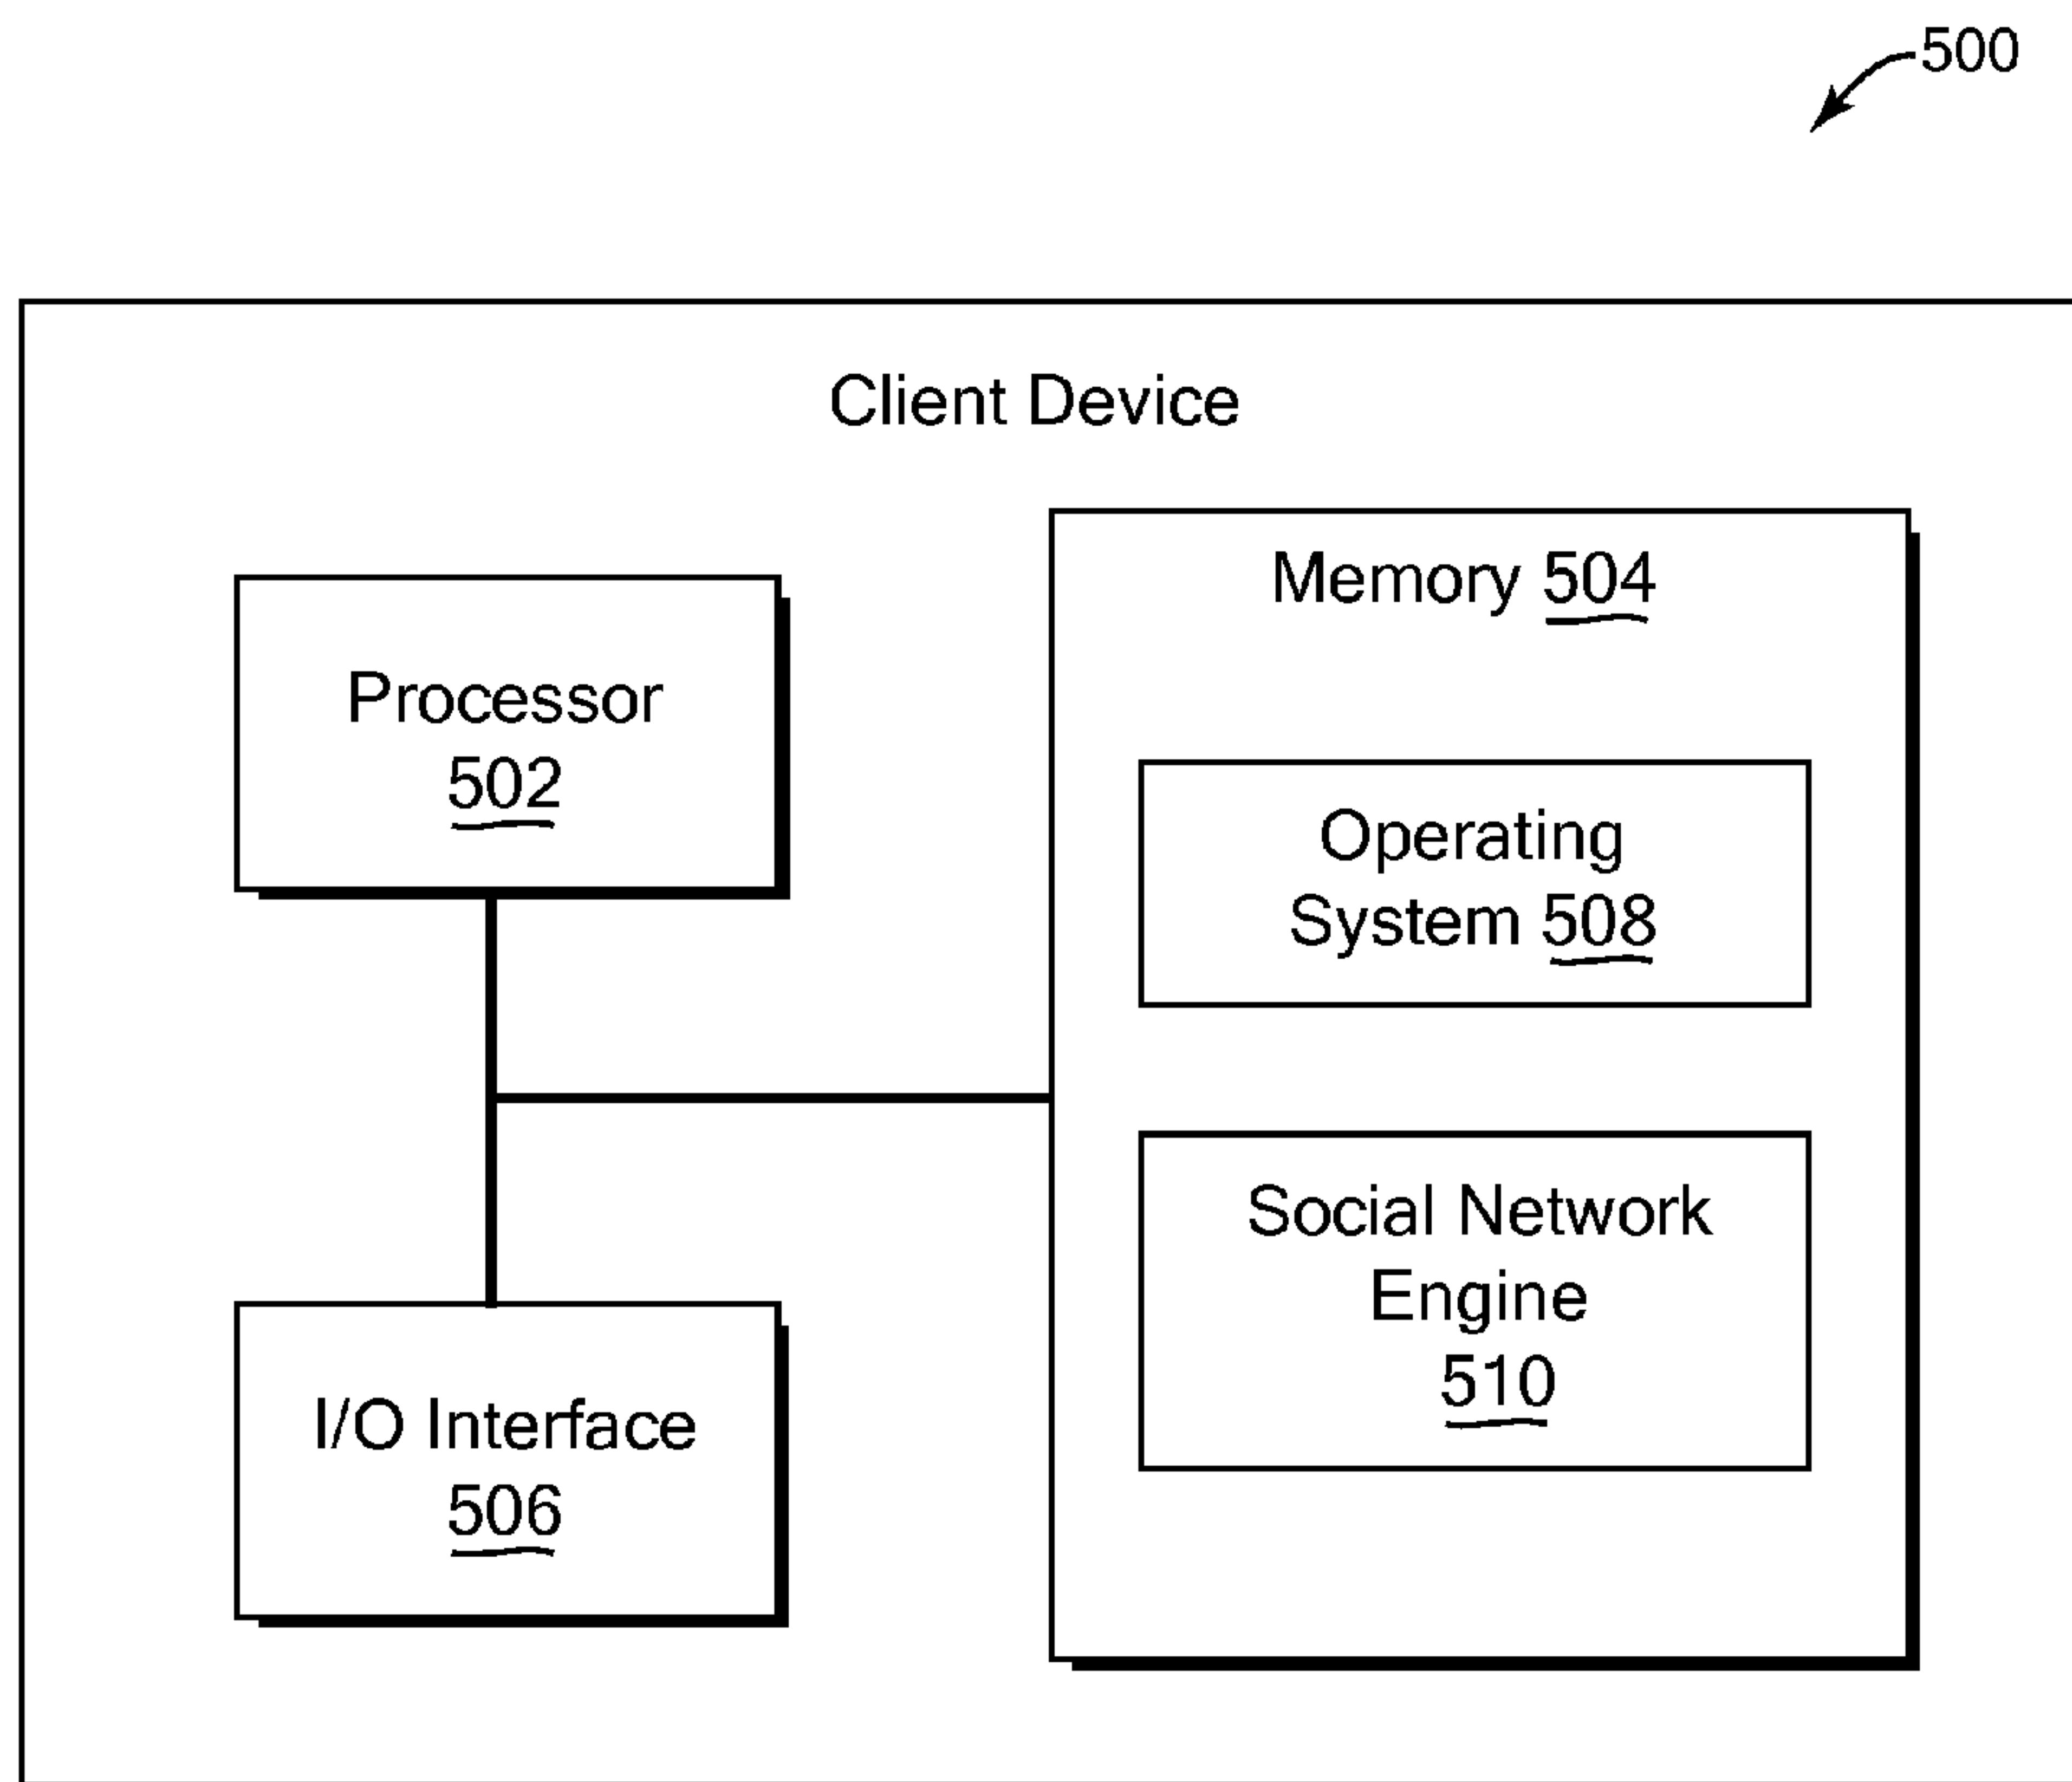 500
Client Device
Processor
502
Memory 504
Operating
System 508
Social Network
Engine
510
I/O Interface
506